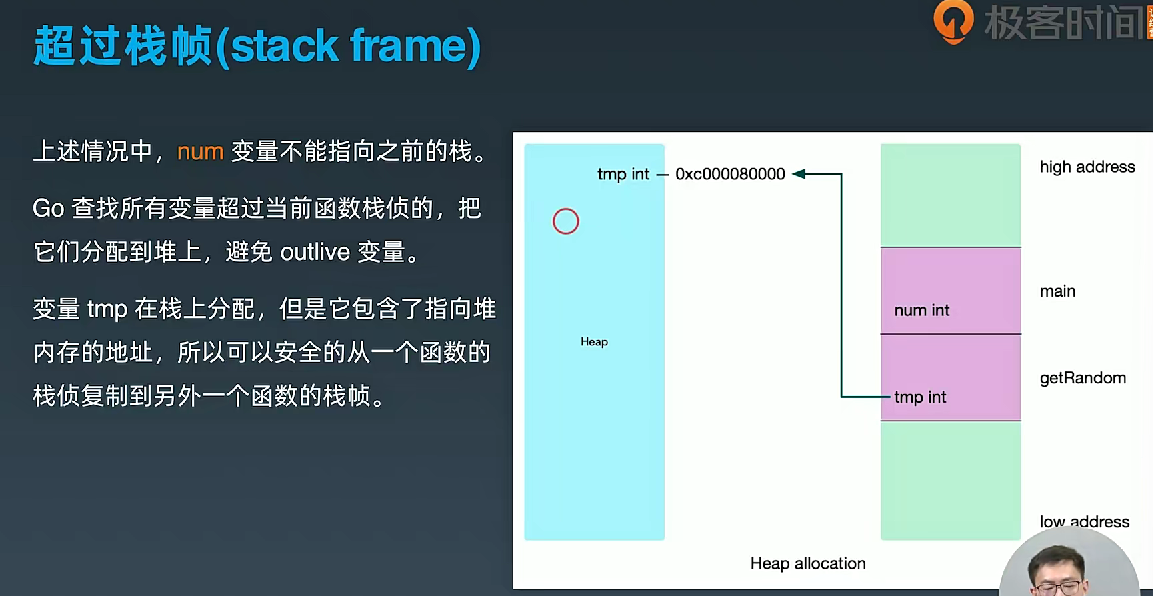 超过栈帧(stack frame)
极客时间
上述情况中，num 变量不能指向之前的栈。
Go 查找所有变量超过当前函数栈侦的，把
它们分配到堆上，避免 outlive 变量。
变量 tmp 在栈上分配，但是它包含了指向堆
内存的地址，所以可以安全的从一个函数的
栈侦复制到另外一个函数的栈帧。
tmp int — 0xc000080000
high address
main
num int
Heap
getRandom
tmp int
low address
Heap allocation